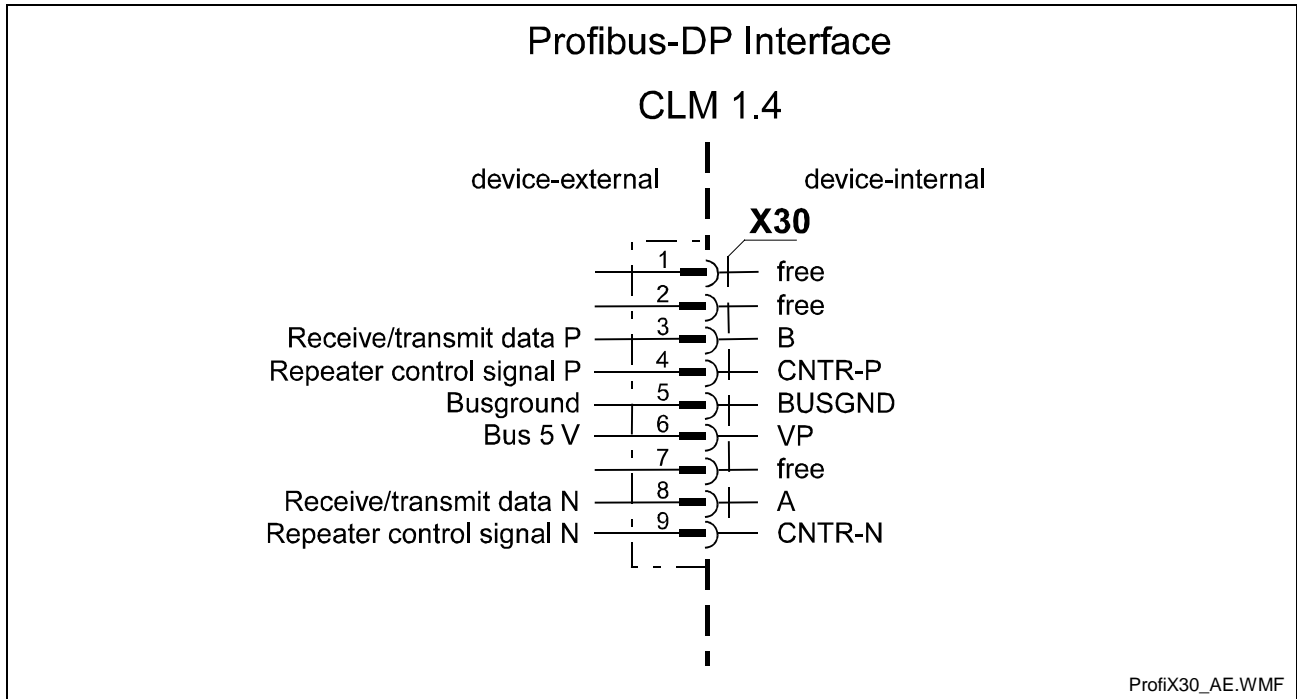 Profibus-DP Interface
CLM 1.4
device-external device-internal
X30
1 free
2 free
Receive/transmit data P 3 B
Repeater control signal P 4 CNTR-P
Busground 5 BUSGND
Bus 5 V 6 VP
7 free
Receive/transmit data N 8 A
Repeater control signal N 9 CNTR-N
ProfiX30_AE.WMF